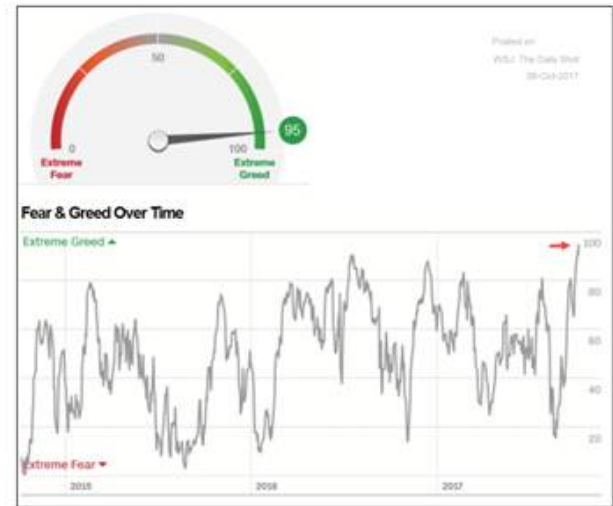 50
Posted on
WSJ: The Daily Shot
95
0
100
Extreme Fear
Extreme Greed
Fear & Greed Over Time
Extreme Greed ▲
100
80
60
40
20
Extreme Fear ▼
2015
2016
2017